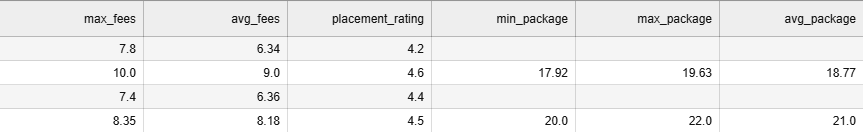 max_fees avg_fees placement_rating min_package max_package avg_package
7.8 6.34 4.2
10.0 9.0 4.6 17.92 19.63 18.77
7.4 6.36 4.4
8.35 8.18 4.5 20.0 22.0 21.0